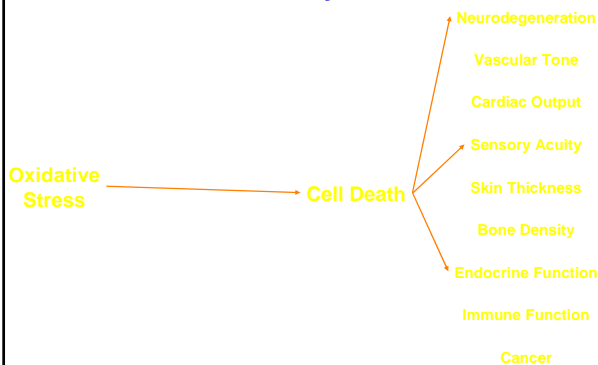 Neurodegeneration
Vascular Tone
Cardiac Output
Sensory Acuity
Oxidative
Stress
Cell Death
Skin Thickness
Bone Density
Endocrine Function
Immune Function
Cancer